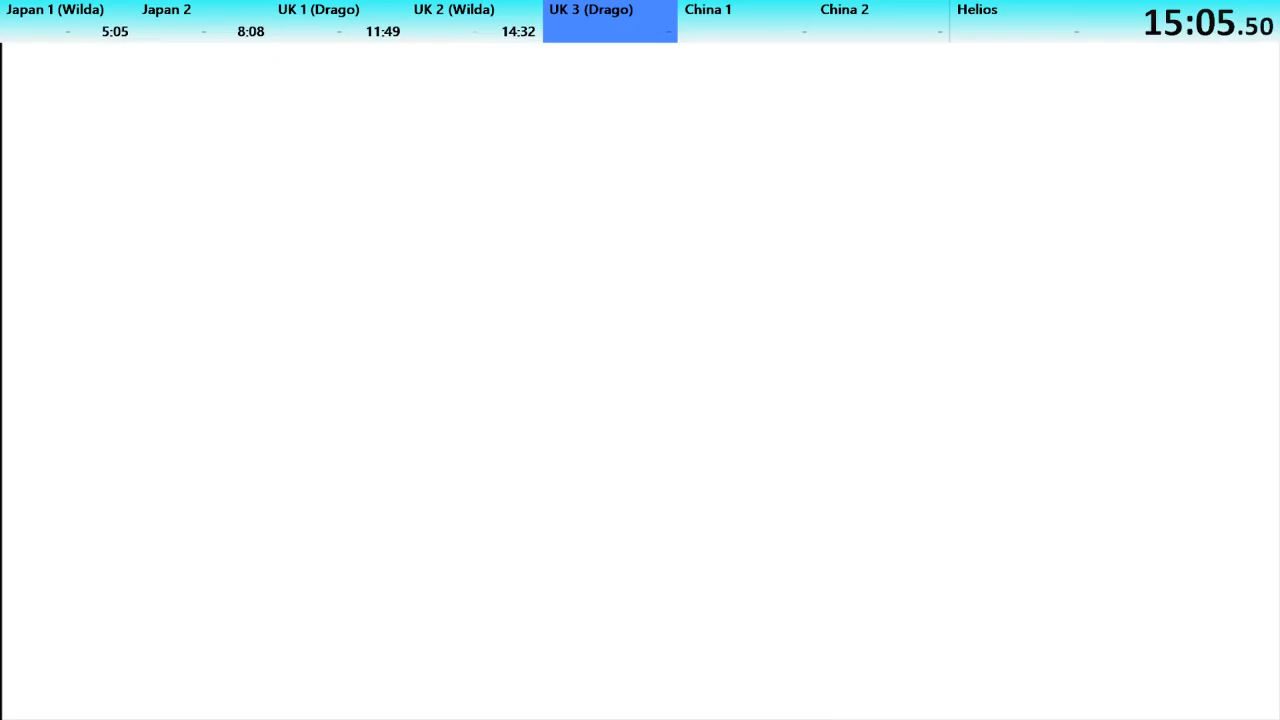 Japan 1 (Wilda) Japan 2 UK 1 (Drago) UK 2 (Wilda) UK 3 (Drago) China 1 China 2 Helios 15:05.50
- 5:05 - 8:08 - 11:49 - 14:32 - - - -